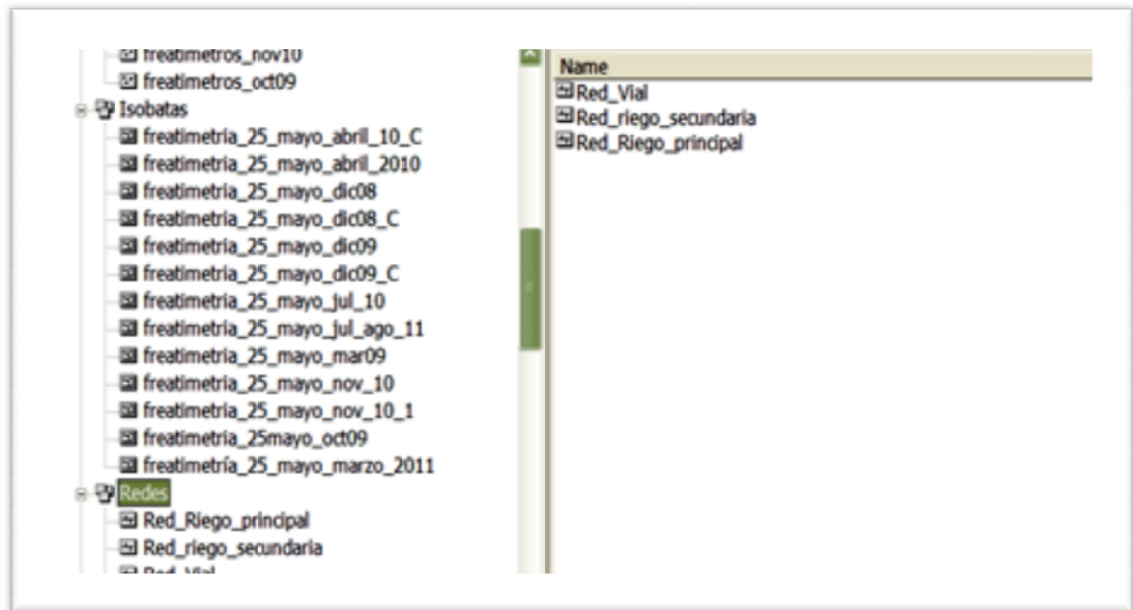 freatimetros_nov10
freatimetros_oct09
Isobatas
freatimetria_25_mayo_abril_10_C
freatimetria_25_mayo_abril_2010
freatimetria_25_mayo_dic08
freatimetria_25_mayo_dic08_C
freatimetria_25_mayo_dic09
freatimetria_25_mayo_dic09_C
freatimetria_25_mayo_jul_10
freatimetria_25_mayo_jul_ago_11
freatimetria_25_mayo_mar09
freatimetria_25_mayo_nov_10
freatimetria_25_mayo_nov_10_1
freatimetria_25mayo_oct09
freatimetría_25_mayo_marzo_2011
Redes
Red_Riego_principal
Red_riego_secundaria
Red_Vial
Name
Red_Vial
Red_riego_secundaria
Red_Riego_principal